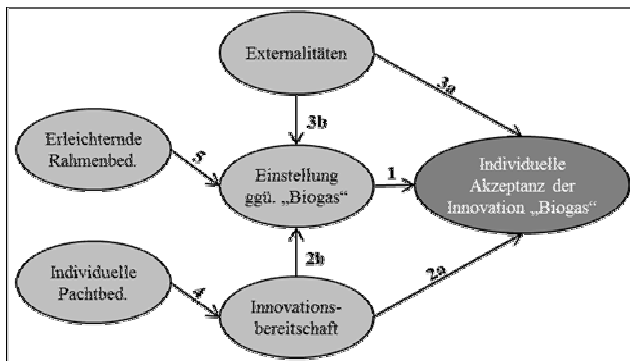 Externalitäten
3a
3b
Erleichternde
Rahmenbed.
5
Einstellung
ggü. „Biogas“
1
Individuelle
Akzeptanz der
Innovation „Biogas“
2b
2a
Individuelle
Pachtbed.
4
Innovations-
bereitschaft